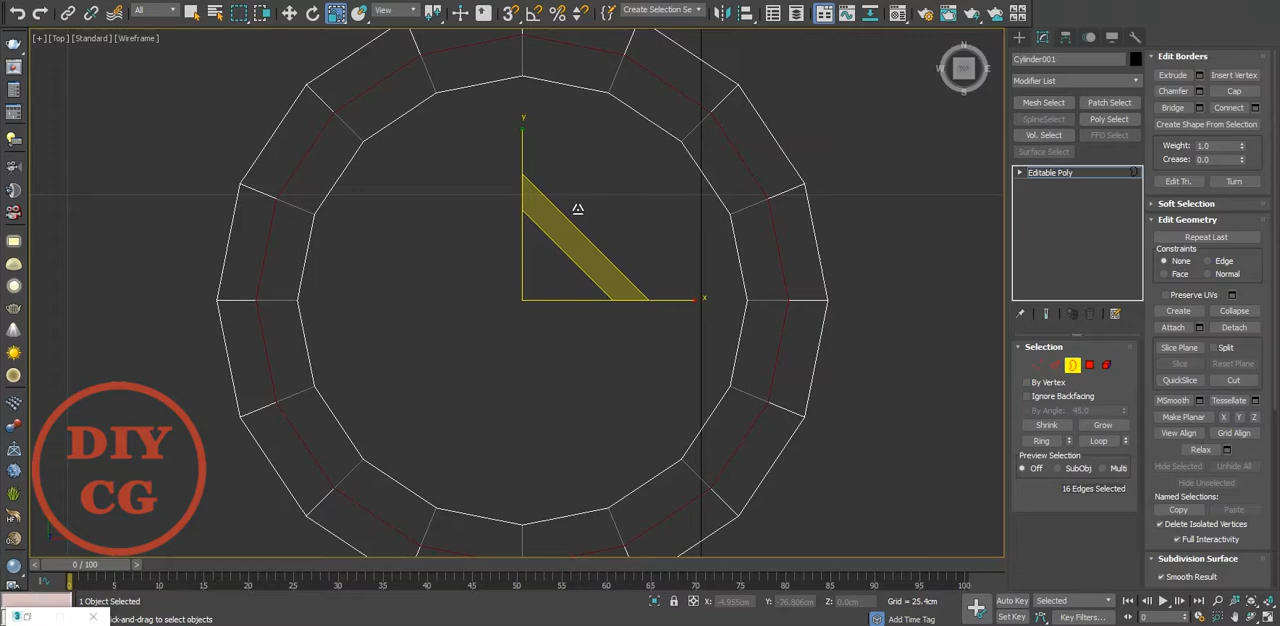 All
View
Create Selection Se
[+] [Top] [Standard] [Wireframe]
N
W
TOP
E
S
y
x
Cylinder001
Modifier List
Mesh Select
Patch Select
SplineSelect
Poly Select
Vol. Select
FFD Select
Surface Select
Editable Poly
Selection
By Vertex
Ignore Backfacing
By Angle: 45.0
Shrink
Grow
Ring
Loop
Preview Selection
Off
SubObj
Multi
16 Edges Selected
Edit Borders
Extrude
Insert Vertex
Chamfer
Cap
Bridge
Connect
Create Shape From Selection
Weight: 1.0
Crease: 0.0
Edit Tri.
Turn
Soft Selection
Edit Geometry
Repeat Last
Constraints
None
Edge
Face
Normal
Preserve UVs
Create
Collapse
Attach
Detach
Slice Plane
Split
Slice
Reset Plane
QuickSlice
Cut
MSmooth
Tessellate
Make Planar
X
Y
Z
View Align
Grid Align
Relax
Hide Selected
Unhide All
Hide Unselected
Named Selections:
Copy
Paste
Delete Isolated Vertices
Full Interactivity
Subdivision Surface
Smooth Result
DIY
CG
0 / 100
0 5 10 15 20 25 30 35 40 45 50 55 60 65 70 75 80 85 90 95 100
1 Object Selected
X: -4.955cm
Y: -76.806cm
Z: 0.0cm
Grid = 25.4cm
Auto Key
Selected
ck-and-drag to select objects
Add Time Tag
Set Key
Key Filters...
0